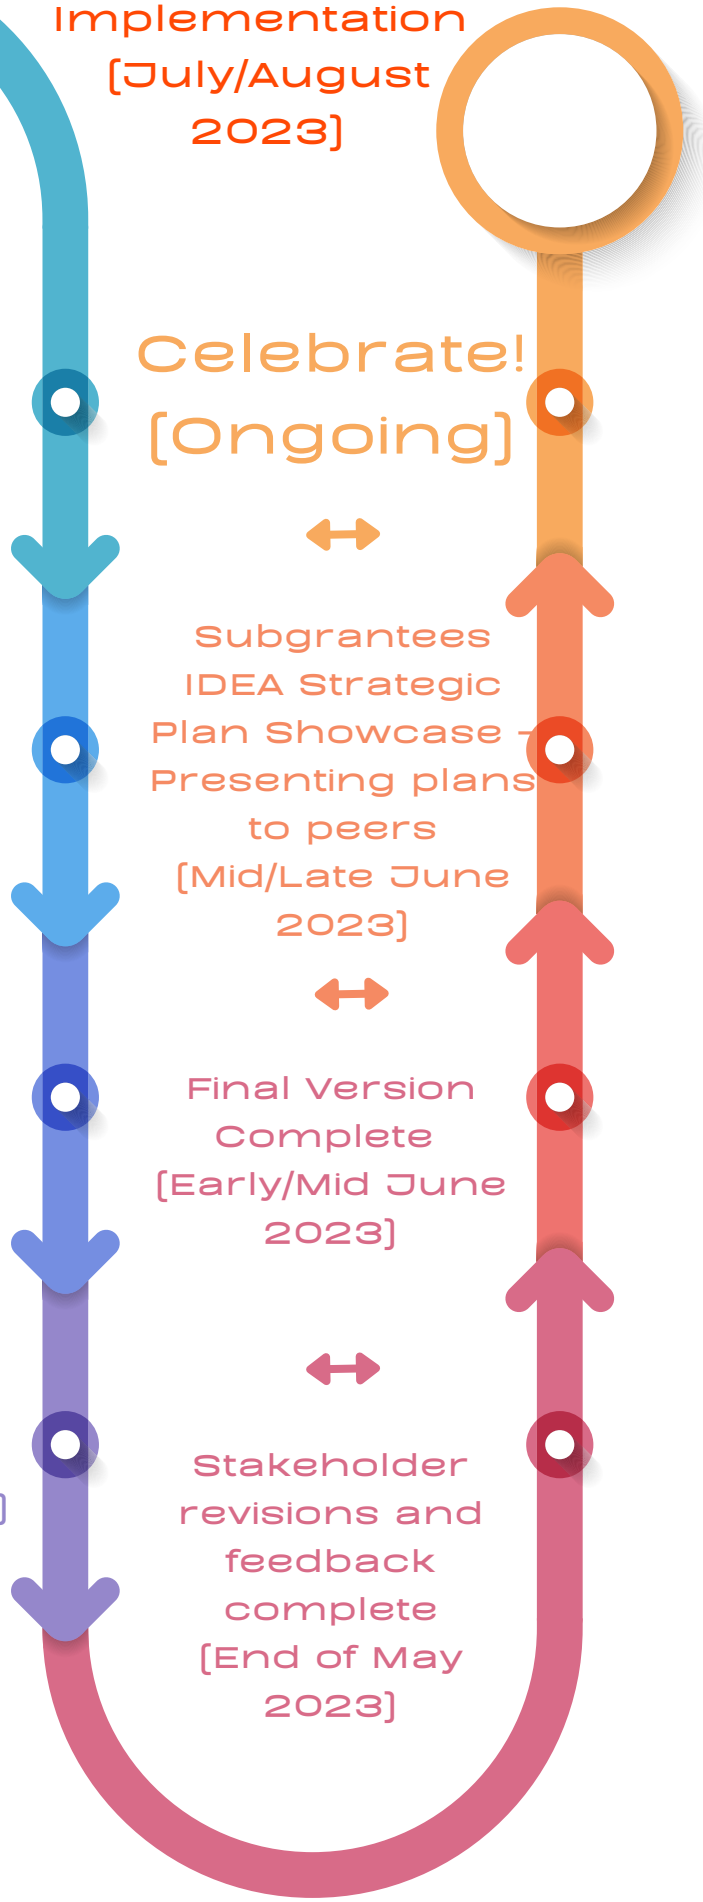 Implementation
(July/August
2023)
Celebrate!
(Ongoing)
Subgrantees
IDEA Strategic
Plan Showcase -
Presenting plans
to peers
(Mid/Late June
2023)
Final Version
Complete
(Early/Mid June
2023)
)
Stakeholder
revisions and
feedback
complete
(End of May
2023)